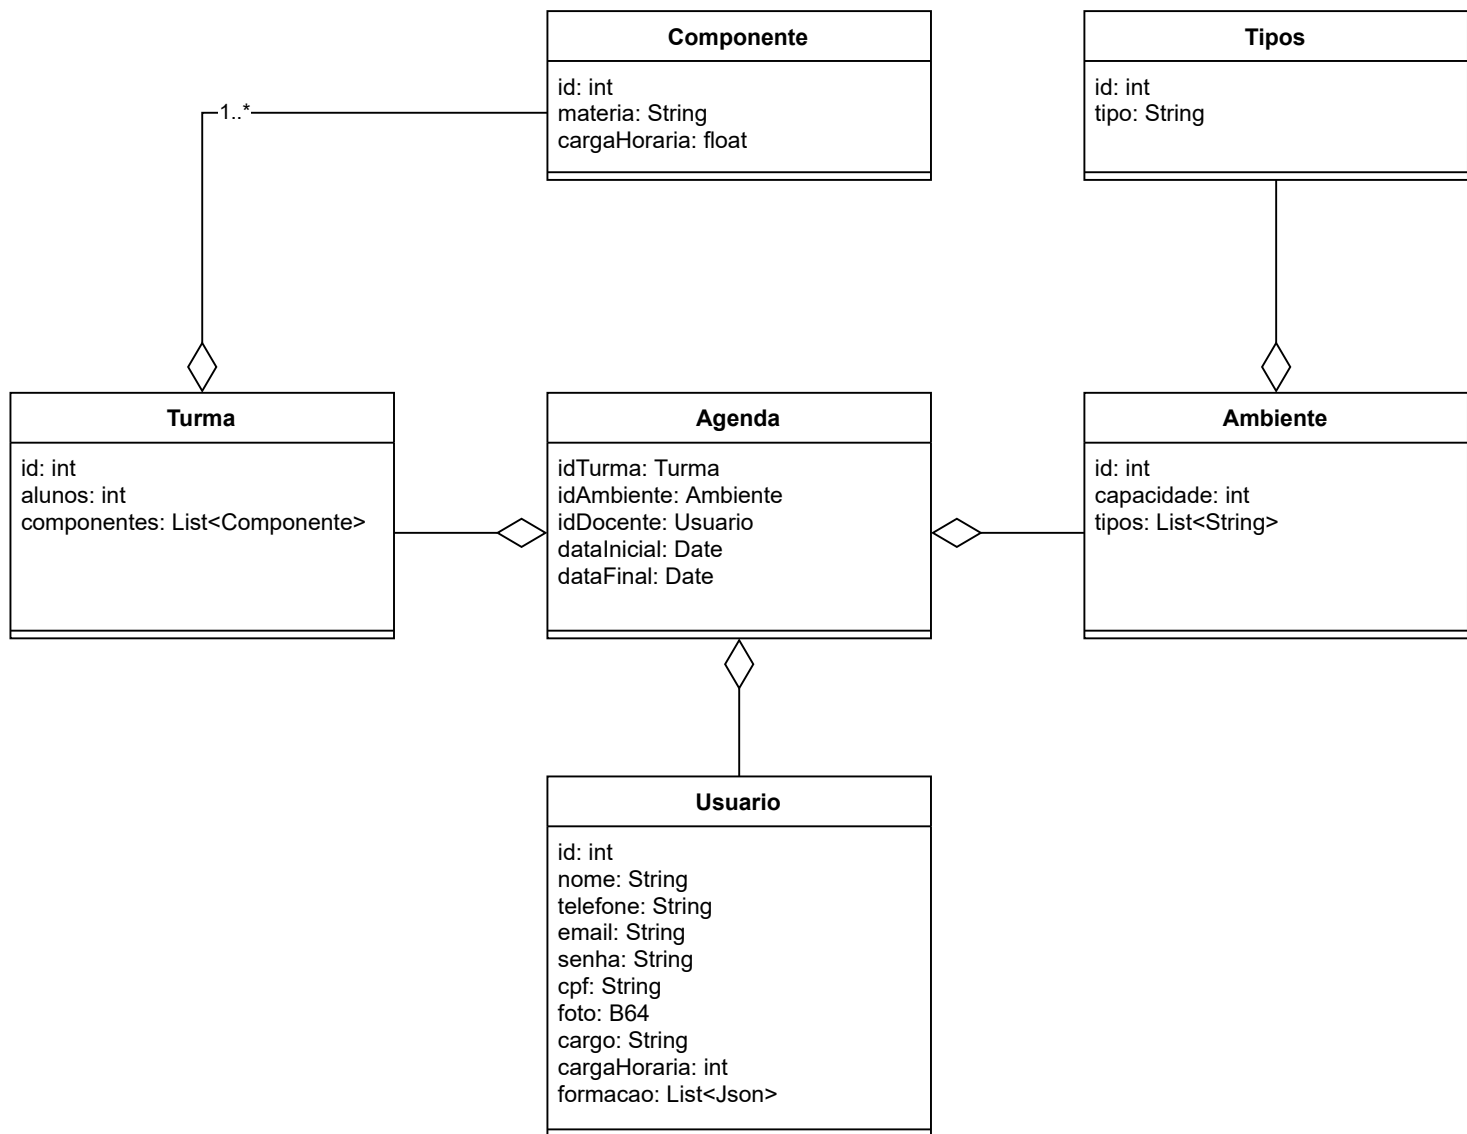 Componente
id: int
materia: String
cargaHoraria: float
Tipos
id: int
tipo: String
1..*
Turma
id: int
alunos: int
componentes: List<Componente>
Agenda
idTurma: Turma
idAmbiente: Ambiente
idDocente: Usuario
dataInicial: Date
dataFinal: Date
Ambiente
id: int
capacidade: int
tipos: List<String>
Usuario
id: int
nome: String
telefone: String
email: String
senha: String
cpf: String
foto: B64
cargo: String
cargaHoraria: int
formacao: List<Json>